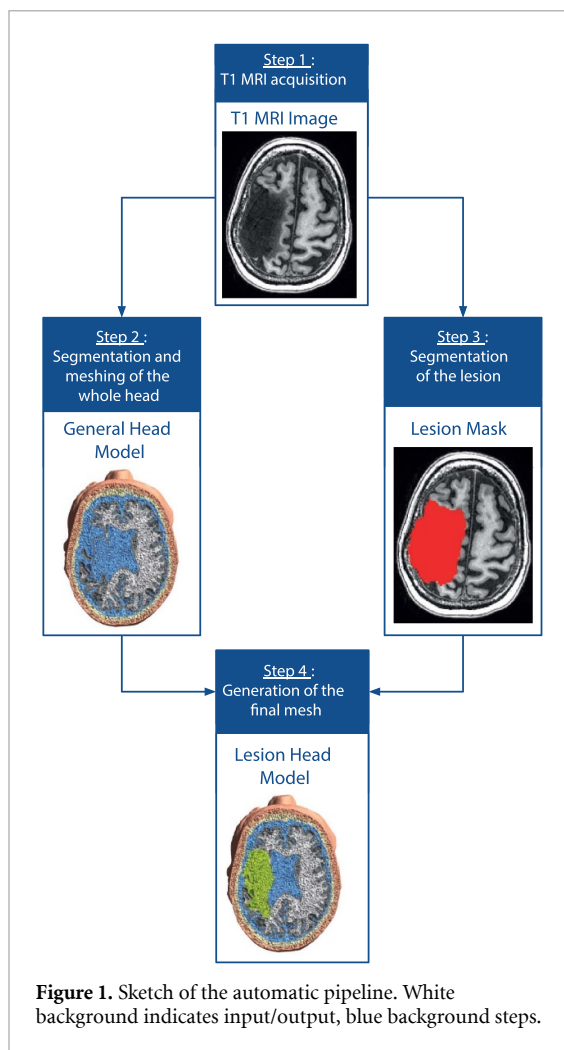 Step 1 :
T1 MRI acquisition
T1 MRI Image
Step 2 :
Segmentation and
meshing of the
whole head
General Head
Model
Step 3 :
Segmentation
of the lesion
Lesion Mask
Step 4 :
Generation of the
final mesh
Lesion Head
Model
Figure 1. Sketch of the automatic pipeline. White
background indicates input/output, blue background steps.